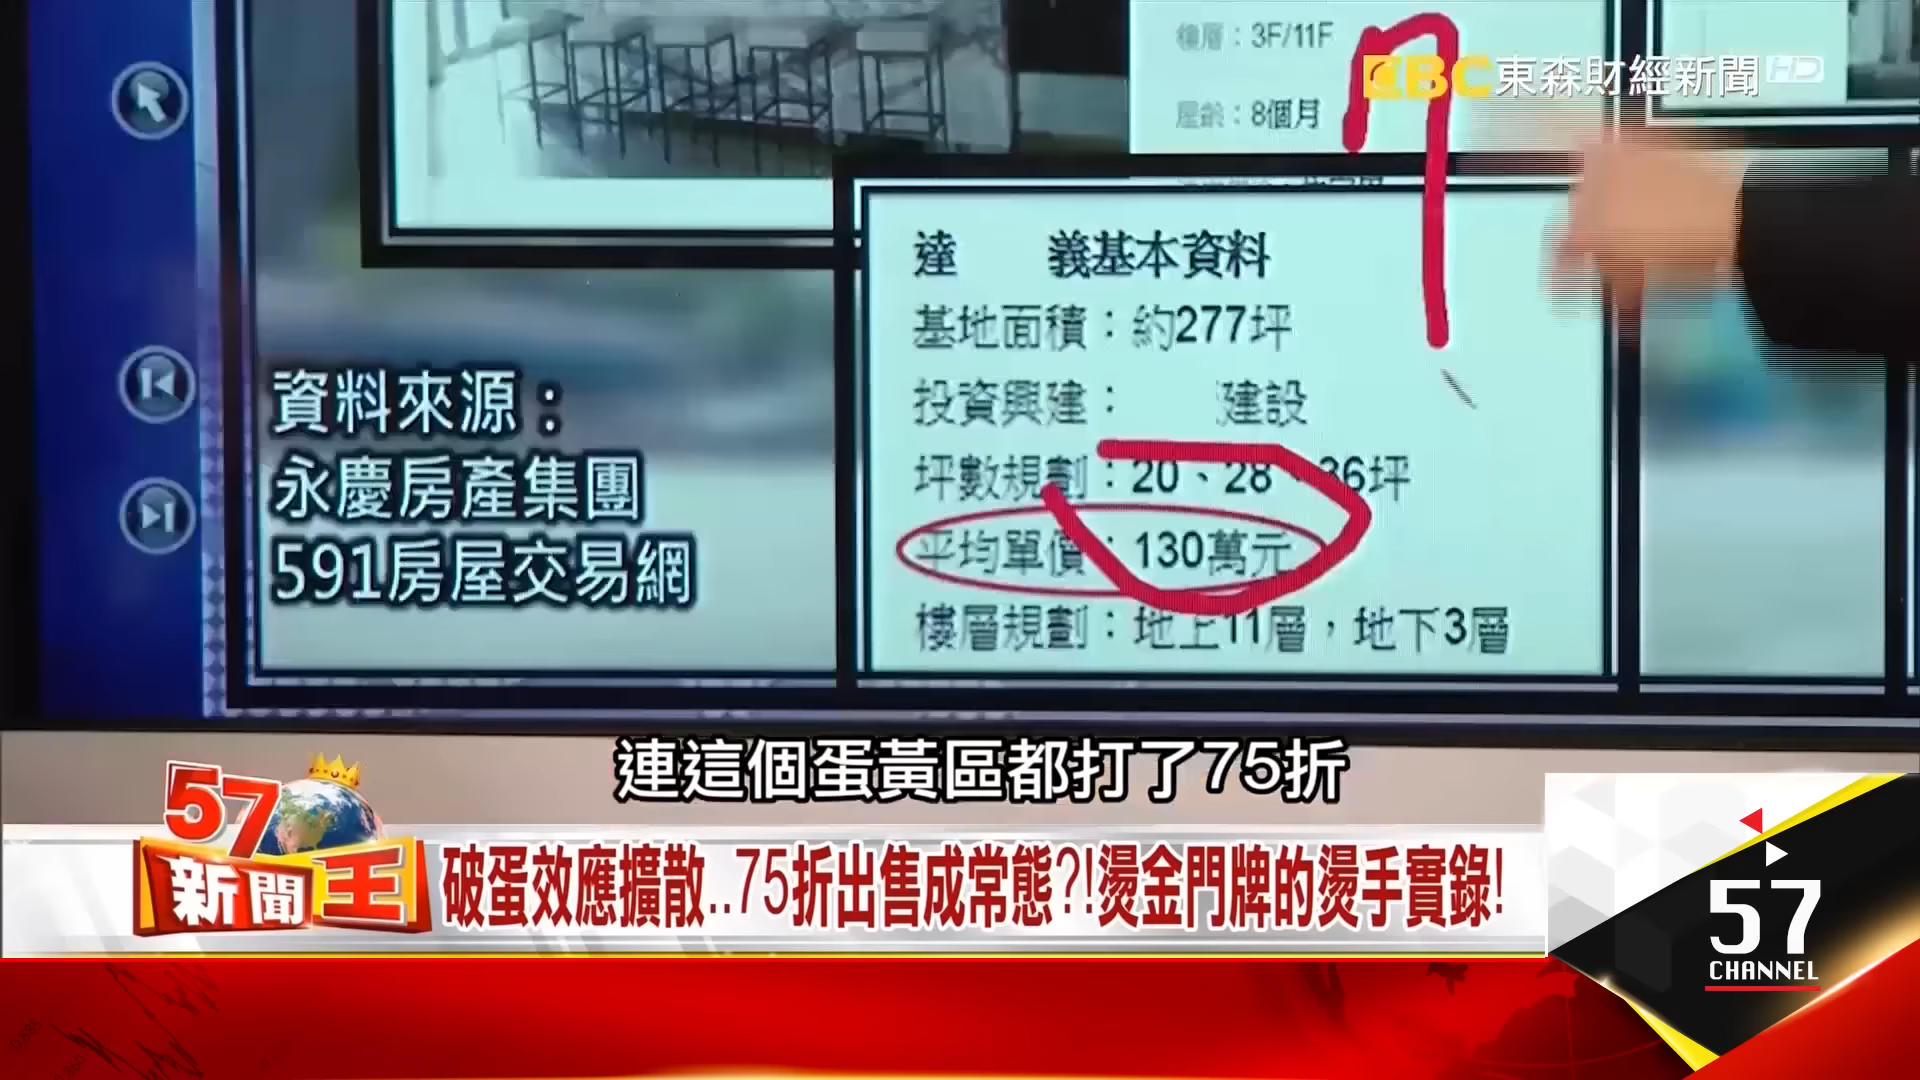 樓層：3F/11F
EBC東森財經新聞HD
屋齡：8個月
達 義基本資料
基地面積：約277坪
投資興建： 建設
坪數規劃：20、28、36坪
平均單價：130萬元
樓層規劃：地上11層，地下3層
資料來源：
永慶房產集團
591房屋交易網
連這個蛋黃區都打了75折
57
新聞王
破蛋效應擴散..75折出售成常態?!燙金門牌的燙手實錄!
57
CHANNEL